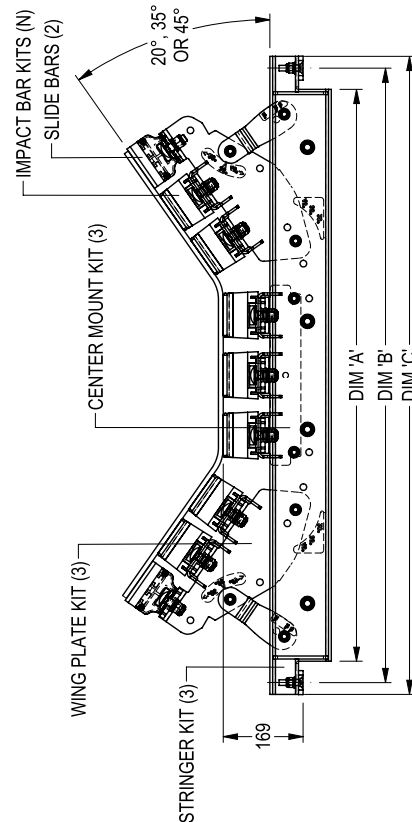 IMPACT BAR KITS (N)
SLIDE BARS (2)
20°, 35°
OR 45°
CENTER MOUNT KIT (3)
WING PLATE KIT (3)
STRINGER KIT (3)
169
DIM 'A'
DIM 'B'
DIM 'C'